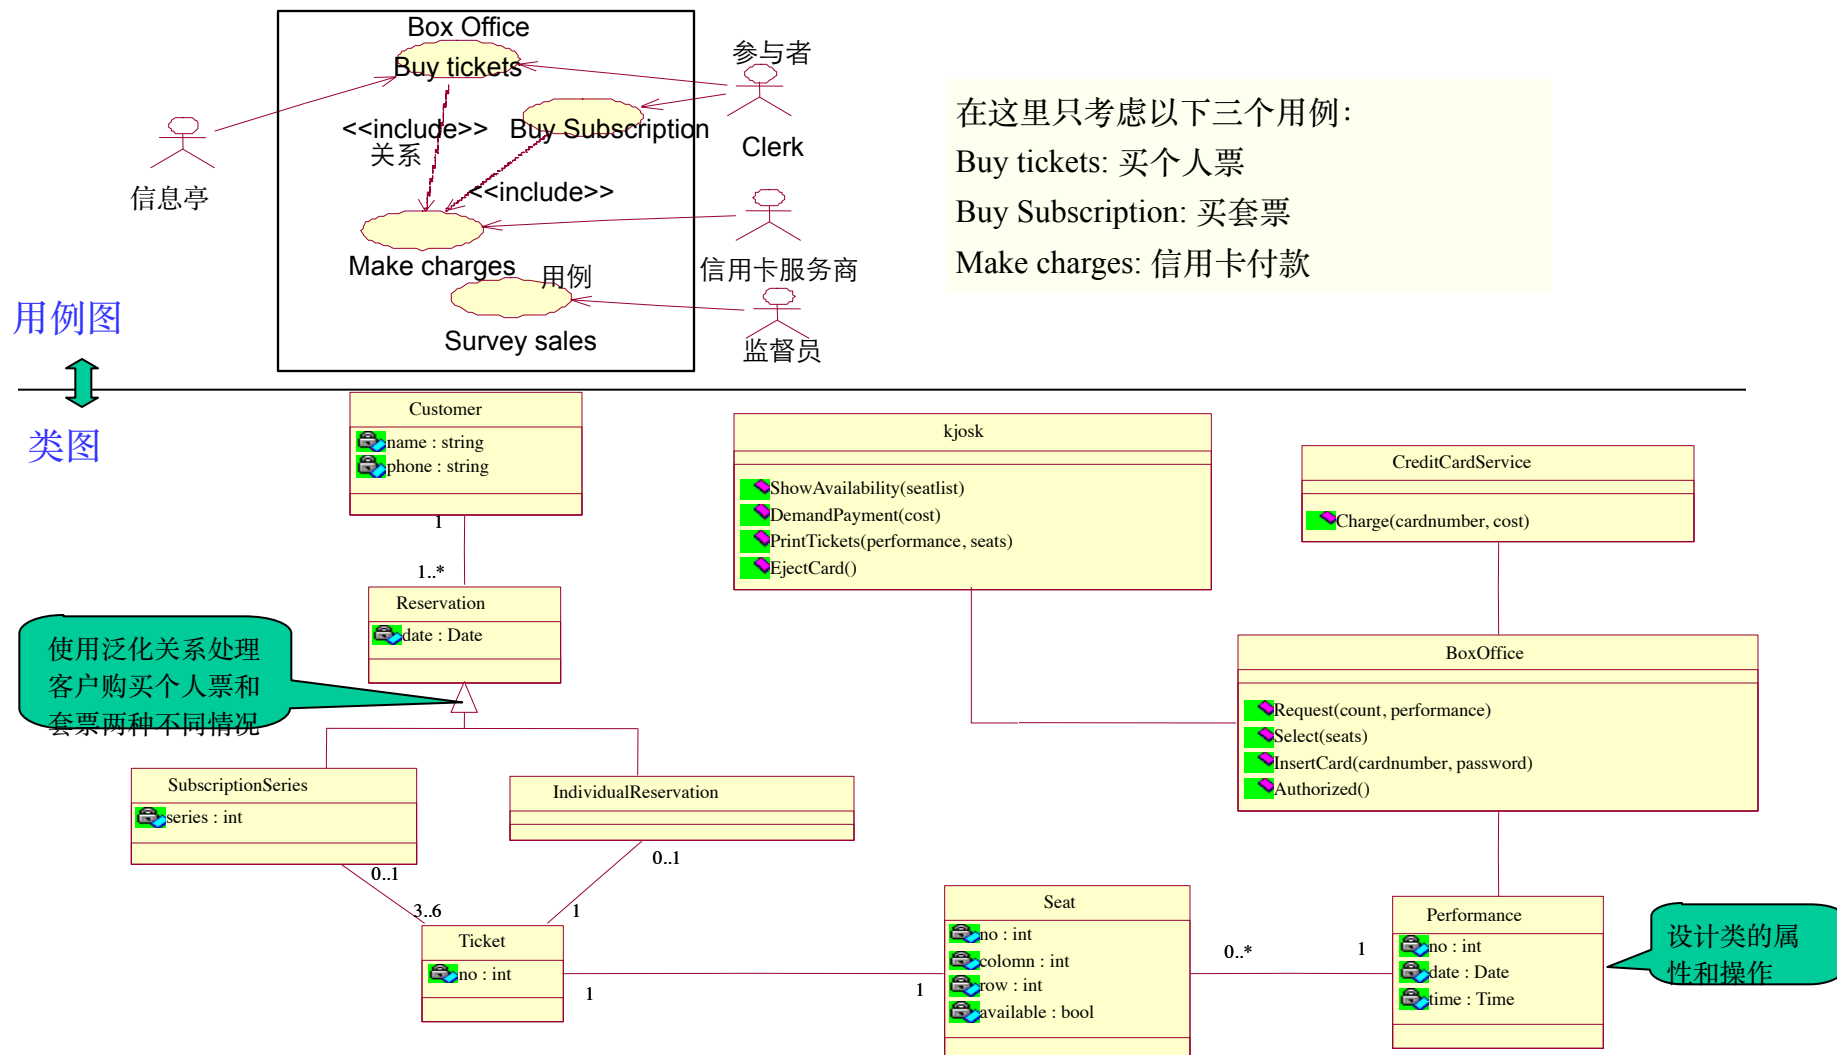 Box Office
Buy tickets
参与者
<<include>>
关系
Buy Subscription
Clerk
信息亭
<<include>>
Make charges
用例
信用卡服务商
Survey sales
监督员
在这里只考虑以下三个用例：
Buy tickets: 买个人票
Buy Subscription: 买套票
Make charges: 信用卡付款
用例图
类图
Customer
name : string
phone : string
1
1..*
Reservation
date : Date
使用泛化关系处理
客户购买个人票和
套票两种不同情况
SubscriptionSeries
series : int
IndividualReservation
0..1
0..1
3..6
1
Ticket
no : int
1
1
kjosk
ShowAvailability(seatlist)
DemandPayment(cost)
PrintTickets(performance, seats)
EjectCard()
CreditCardService
Charge(cardnumber, cost)
BoxOffice
Request(count, performance)
Select(seats)
InsertCard(cardnumber, password)
Authorized()
Seat
no : int
colomn : int
row : int
available : bool
0..*
1
Performance
no : int
date : Date
time : Time
设计类的属
性和操作